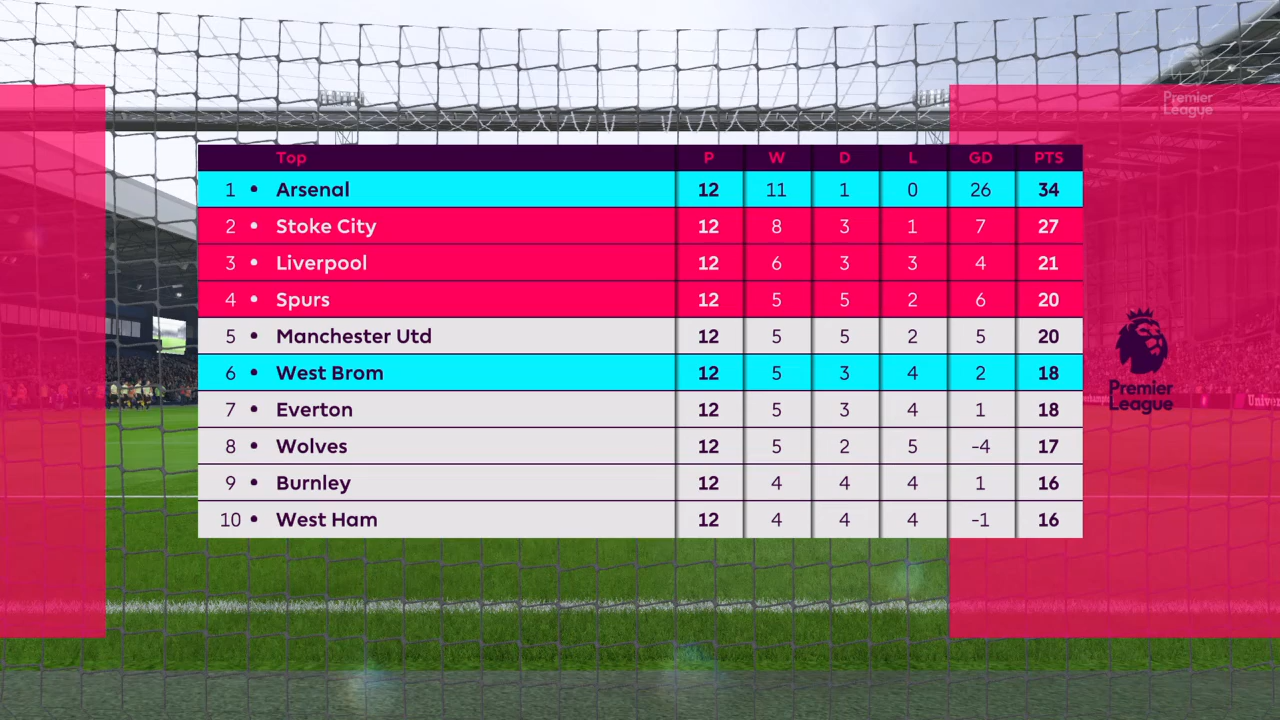 Premier
League
Top P W D L GD PTS
1 • Arsenal 12 11 1 0 26 34
2 • Stoke City 12 8 3 1 7 27
3 • Liverpool 12 6 3 3 4 21
4 • Spurs 12 5 5 2 6 20
5 • Manchester Utd 12 5 5 2 5 20
6 • West Brom 12 5 3 4 2 18
7 • Everton 12 5 3 4 1 18
8 • Wolves 12 5 2 5 -4 17
9 • Burnley 12 4 4 4 1 16
10 • West Ham 12 4 4 4 -1 16
Premier
League